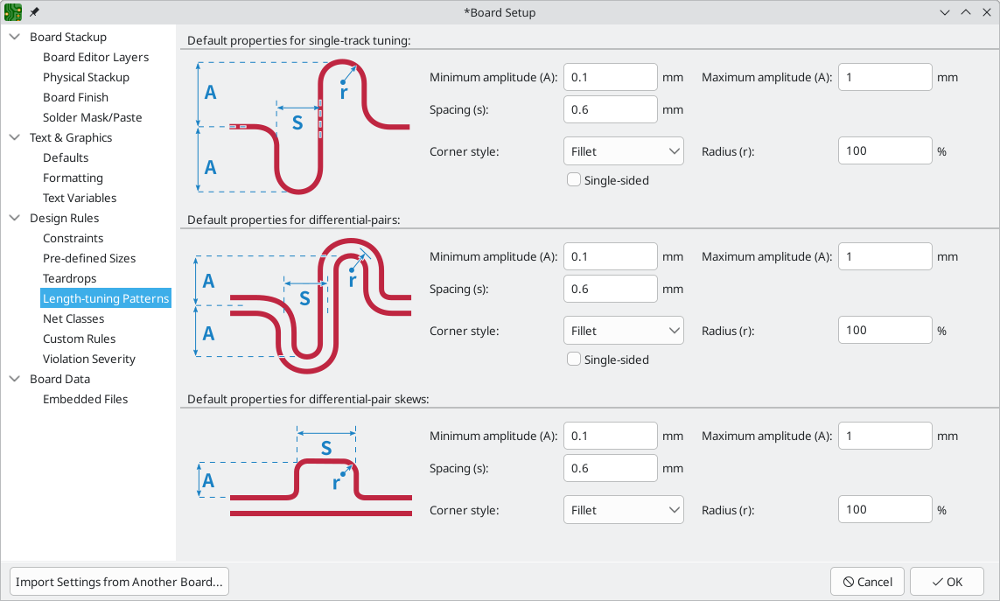 *Board Setup
Board Stackup
Board Editor Layers
Physical Stackup
Board Finish
Solder Mask/Paste
Text & Graphics
Defaults
Formatting
Text Variables
Design Rules
Constraints
Pre-defined Sizes
Teardrops
Length-tuning Patterns
Net Classes
Custom Rules
Violation Severity
Board Data
Embedded Files
Default properties for single-track tuning:
A
A
S
r
Minimum amplitude (A): 0.1 mm Maximum amplitude (A): 1 mm
Spacing (s): 0.6 mm
Corner style: Fillet Radius (r): 100 %
Single-sided
Default properties for differential-pairs:
A
A
S
r
Minimum amplitude (A): 0.1 mm Maximum amplitude (A): 1 mm
Spacing (s): 0.6 mm
Corner style: Fillet Radius (r): 100 %
Single-sided
Default properties for differential-pair skews:
S
A
r
Minimum amplitude (A): 0.1 mm Maximum amplitude (A): 1 mm
Spacing (s): 0.6 mm
Corner style: Fillet Radius (r): 100 %
Import Settings from Another Board... Cancel OK